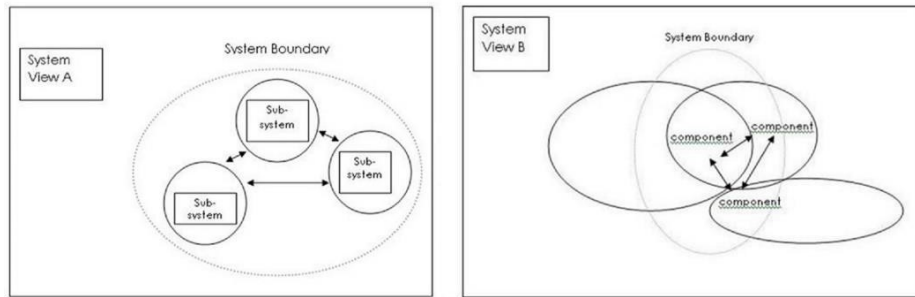 System
View A
System Boundary
Sub-
system
Sub-
system
Sub-
system
System
View B
System Boundary
component
component
component